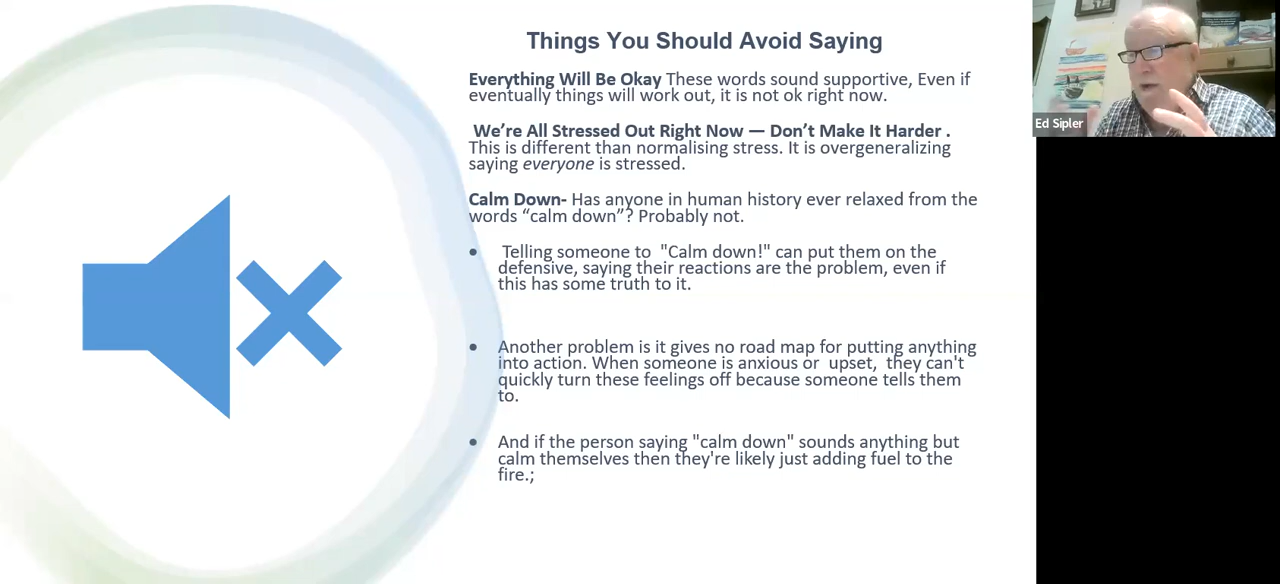 Things You Should Avoid Saying
Everything Will Be Okay These words sound supportive, Even if
eventually things will work out, it is not ok right now.
We’re All Stressed Out Right Now — Don’t Make It Harder .
This is different than normalising stress. It is overgeneralizing
saying everyone is stressed.
Calm Down- Has anyone in human history ever relaxed from the
words “calm down”? Probably not.
• Telling someone to "Calm down!" can put them on the
defensive, saying their reactions are the problem, even if
this has some truth to it.
• Another problem is it gives no road map for putting anything
into action. When someone is anxious or upset, they can't
quickly turn these feelings off because someone tells them
to.
• And if the person saying "calm down" sounds anything but
calm themselves then they're likely just adding fuel to the
fire.;
Ed Sipler